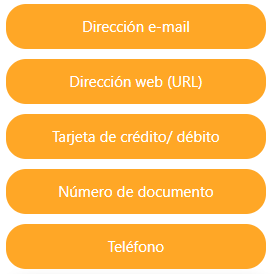 Dirección e-mail
Dirección web (URL)
Tarjeta de crédito/ débito
Número de documento
Teléfono